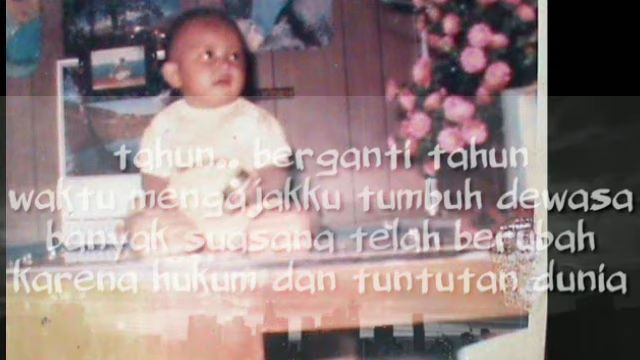 tahun.. berganti tahun
waktu mengajakku tumbuh dewasa
banyak suasana telah berubah
Karena hukum dan tuntutan dunia